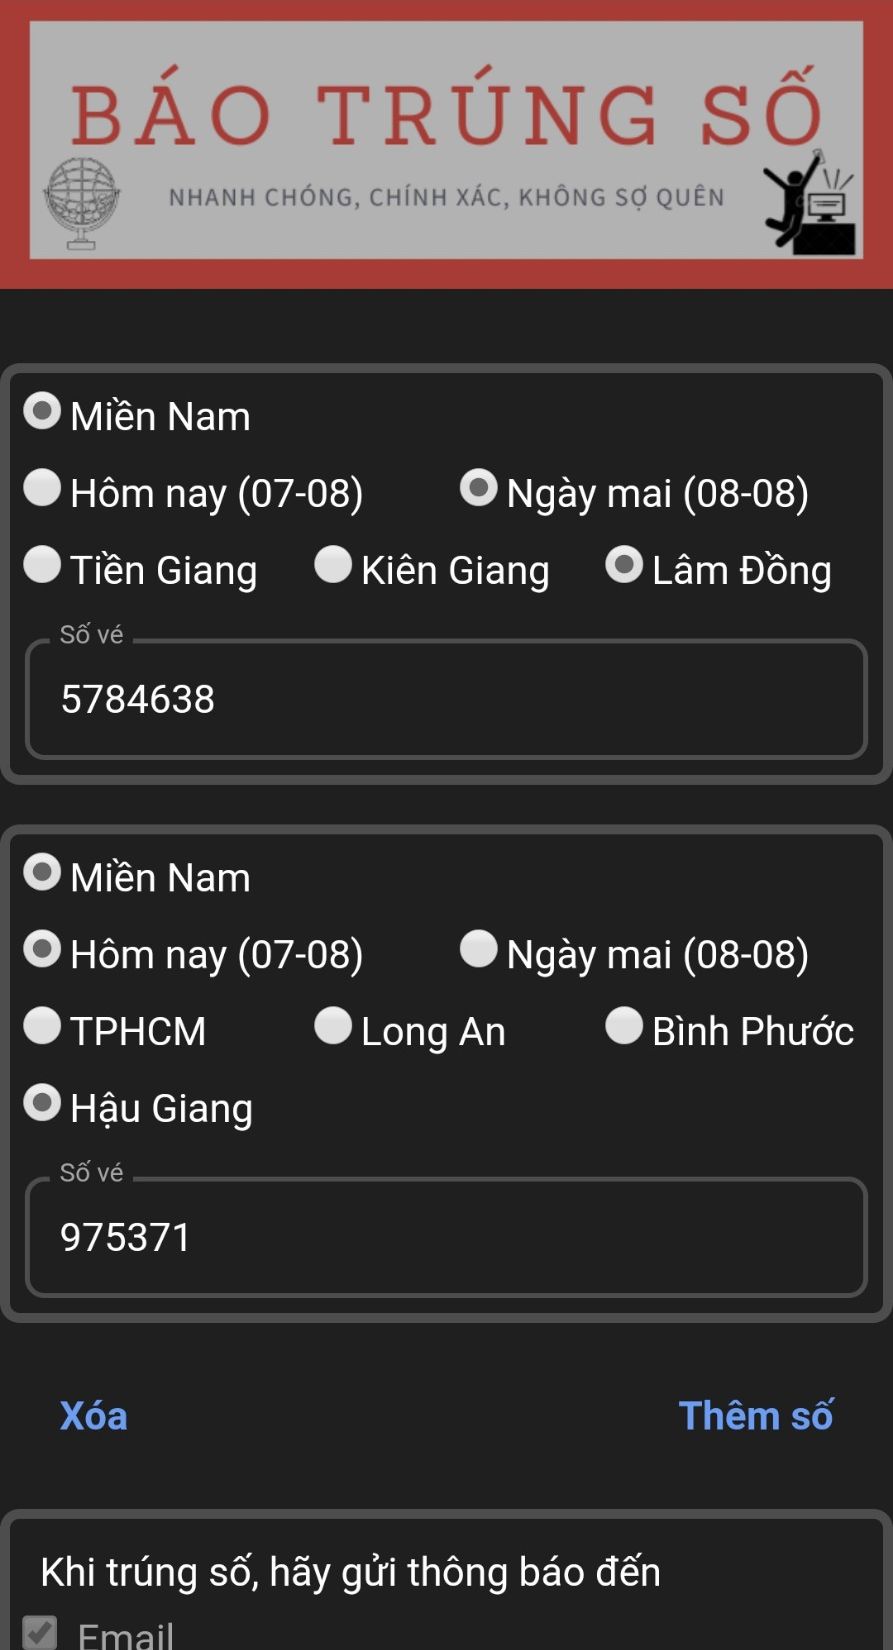 BÁO TRÚNG SỐ
NHANH CHÓNG, CHÍNH XÁC, KHÔNG SỢ QUÊN
Miền Nam
Hôm nay (07-08) Ngày mai (08-08)
Tiền Giang Kiên Giang Lâm Đồng
Số vé
5784638
Miền Nam
Hôm nay (07-08) Ngày mai (08-08)
TPHCM Long An Bình Phước
Hậu Giang
Số vé
975371
Xóa Thêm số
Khi trúng số, hãy gửi thông báo đến
Email